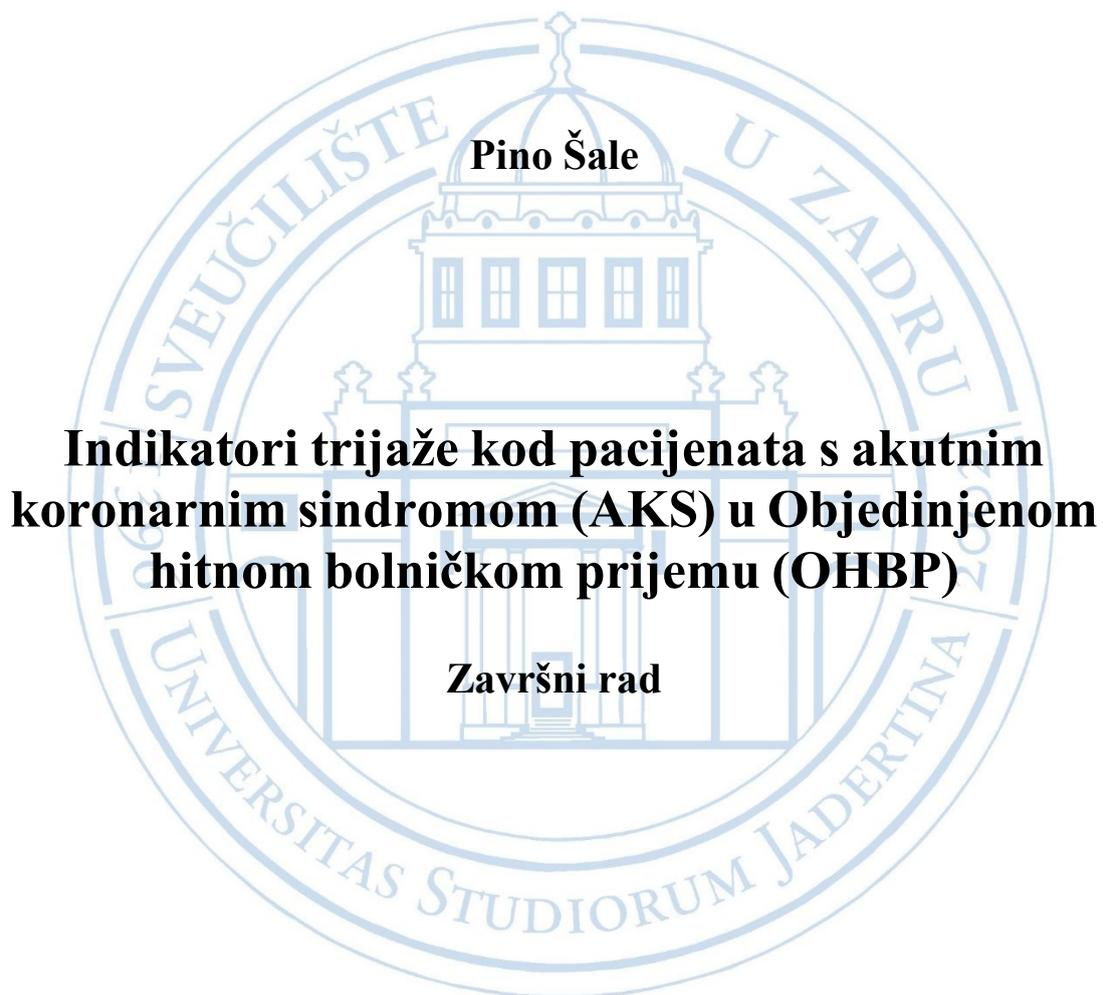 Pino Šale
Indikatori trijaže kod pacijenata s akutnim
koronarnim sindromom (AKS) u Objedinjenom
hitnom bolničkom prijemu (OHBP)
Završni rad
SVEUČILIŠTE U ZADRU
UNIVERSITAS STUDIORUM JADERTINA